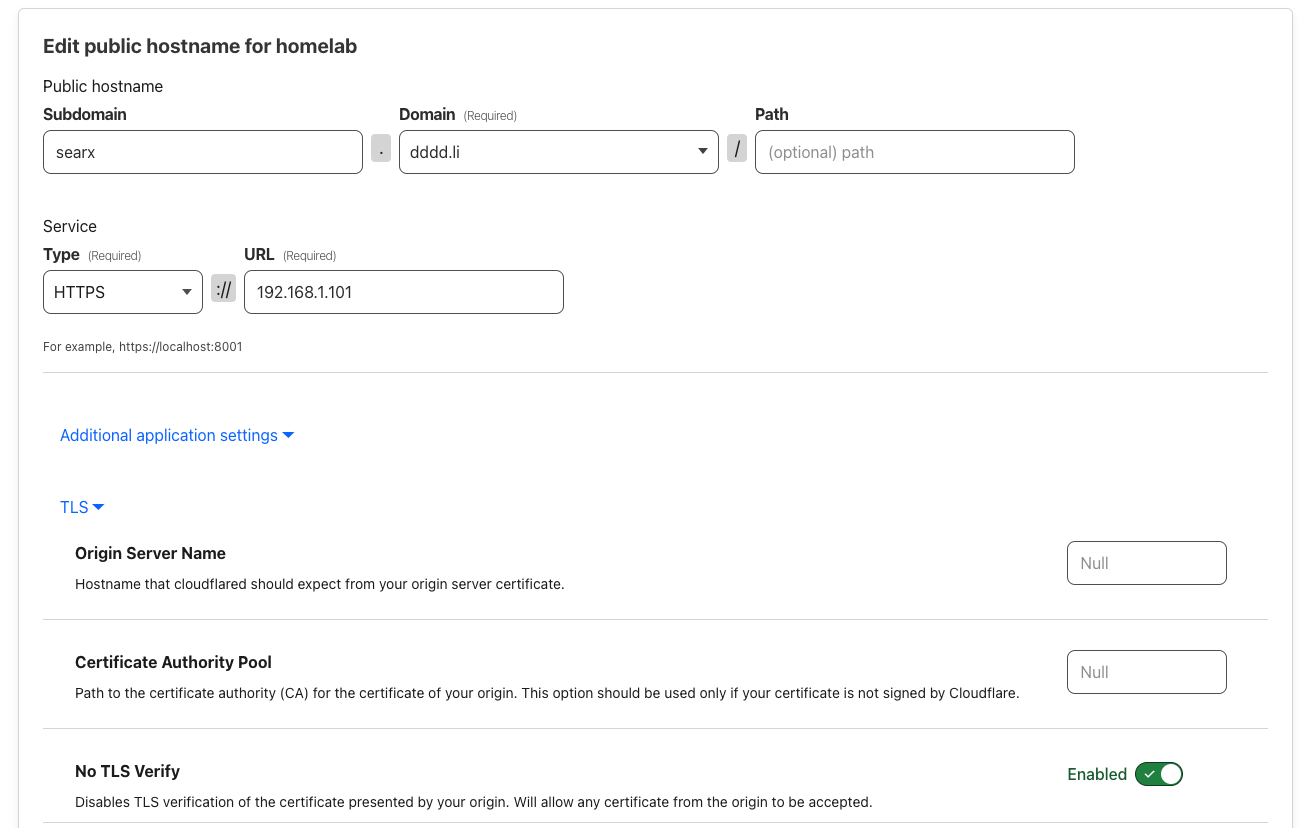 Edit public hostname for homelab
Public hostname
Subdomain
Domain (Required)
Path
searx
.
dddd.li
/
(optional) path
Service
Type (Required)
URL (Required)
HTTPS
://
192.168.1.101
For example, https://localhost:8001
Additional application settings
TLS
Origin Server Name
Hostname that cloudflared should expect from your origin server certificate.
Null
Certificate Authority Pool
Path to the certificate authority (CA) for the certificate of your origin. This option should be used only if your certificate is not signed by Cloudflare.
Null
No TLS Verify
Disables TLS verification of the certificate presented by your origin. Will allow any certificate from the origin to be accepted.
Enabled